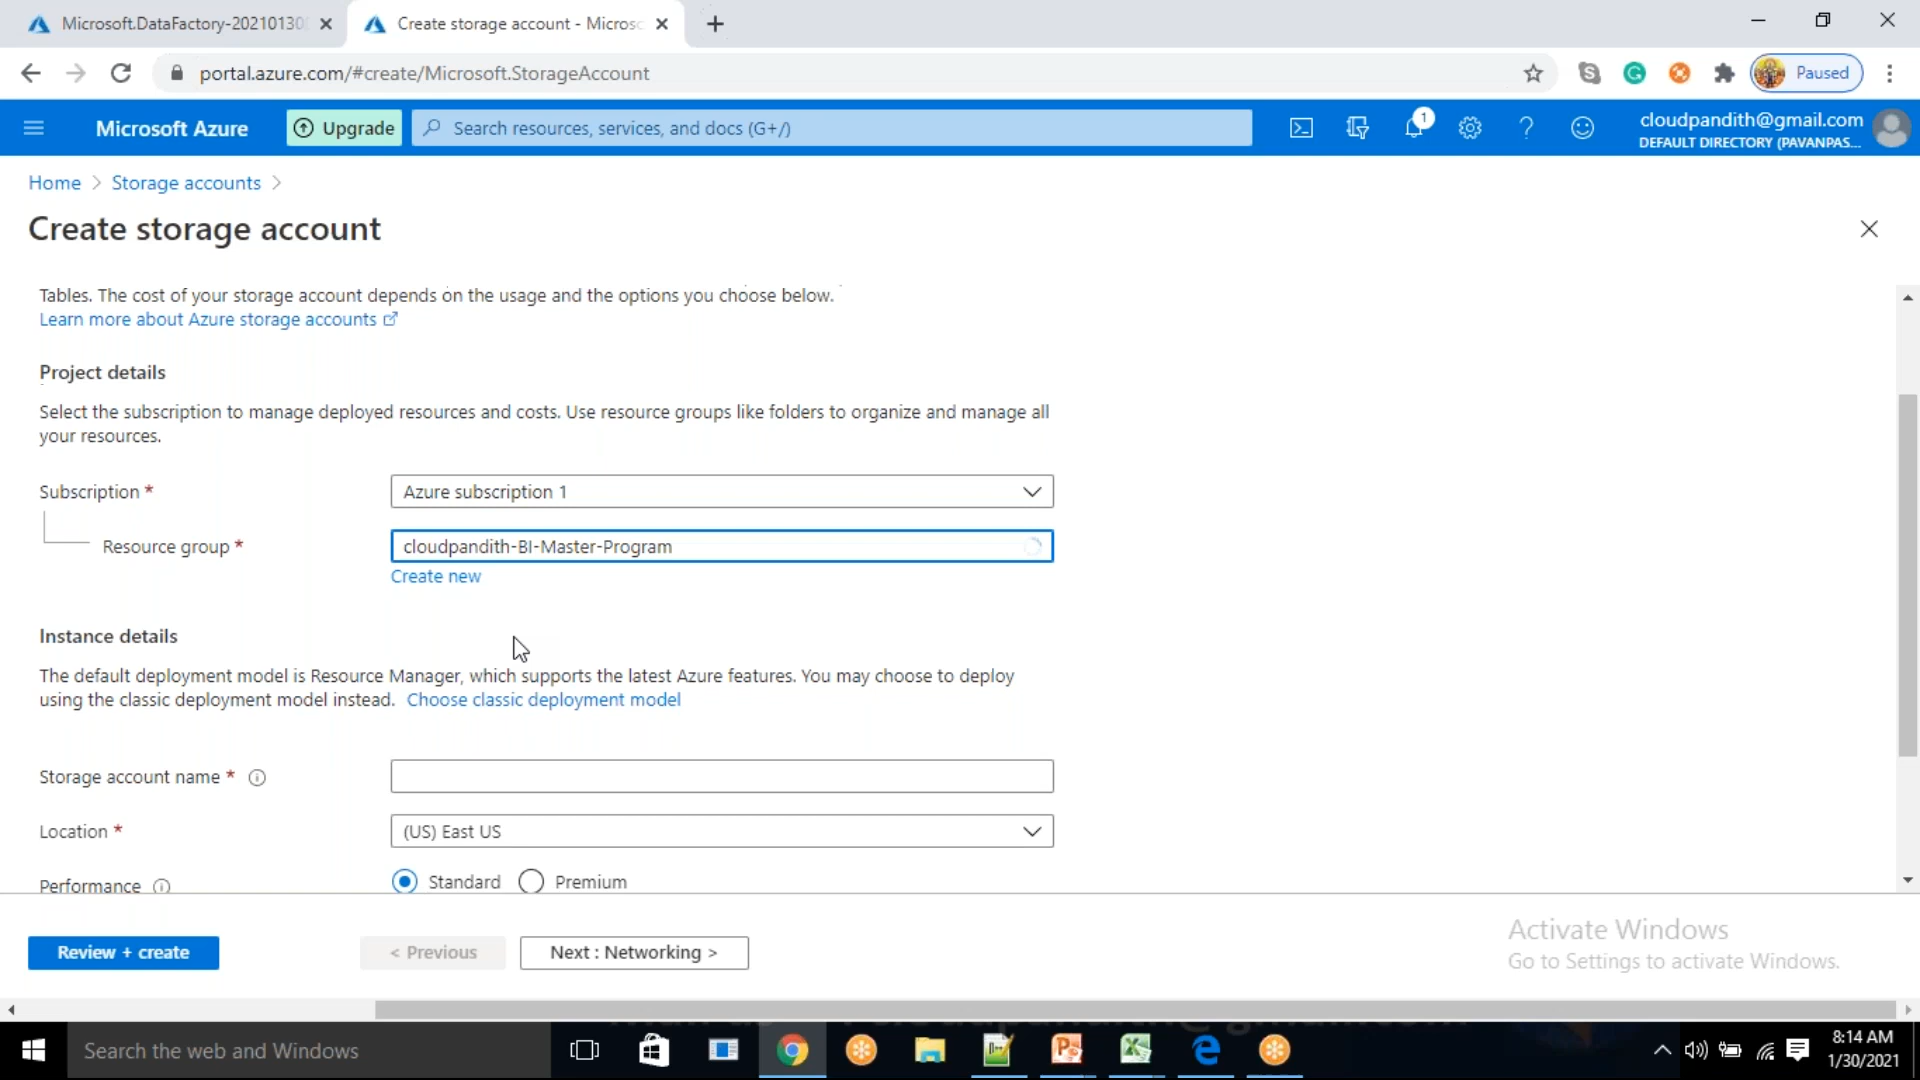 Microsoft.DataFactory-20210130
Create storage account - Micros
portal.azure.com/#create/Microsoft.StorageAccount
Paused
Microsoft Azure
Upgrade
Search resources, services, and docs (G+/)
1
cloudpandith@gmail.com
DEFAULT DIRECTORY (PAVANPAS...
Home > Storage accounts >
Create storage account
Tables. The cost of your storage account depends on the usage and the options you choose below.
Learn more about Azure storage accounts
Project details
Select the subscription to manage deployed resources and costs. Use resource groups like folders to organize and manage all
your resources.
Subscription *
Azure subscription 1
Resource group *
cloudpandith-BI-Master-Program
Create new
Instance details
The default deployment model is Resource Manager, which supports the latest Azure features. You may choose to deploy
using the classic deployment model instead. Choose classic deployment model
Storage account name *
Location *
(US) East US
Performance
Standard
Premium
Review + create
< Previous
Next : Networking >
Activate Windows
Go to Settings to activate Windows.
Search the web and Windows
8:14 AM
1/30/2021